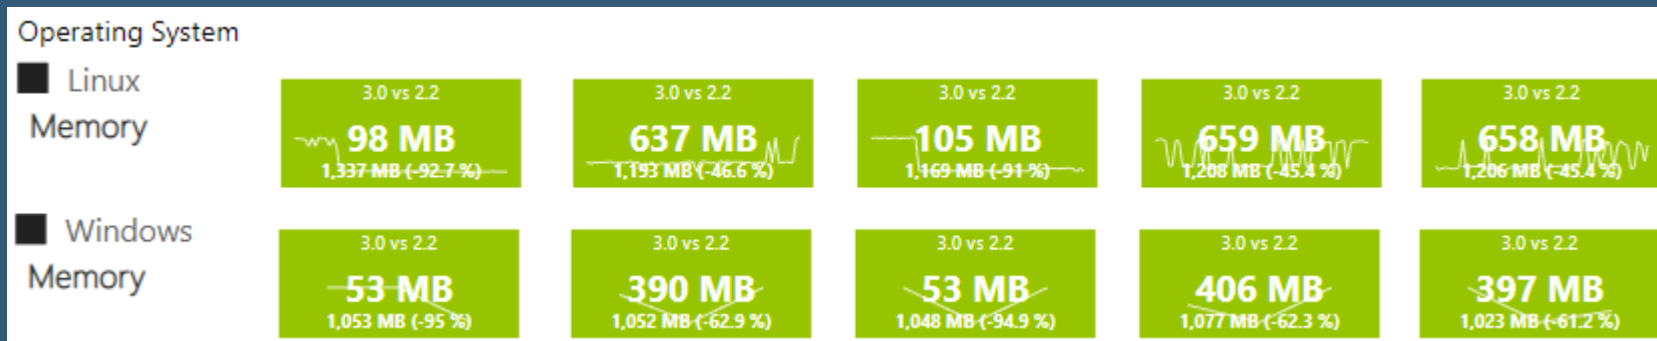 Operating System
Linux
Memory
3.0 vs 2.2
98 MB
1,337 MB (-92.7 %)
3.0 vs 2.2
637 MB
1,193 MB (-46.6 %)
3.0 vs 2.2
105 MB
1,169 MB (-91 %)
3.0 vs 2.2
659 MB
1,208 MB (-45.4 %)
3.0 vs 2.2
658 MB
1,206 MB (-45.4 %)
Windows
Memory
3.0 vs 2.2
53 MB
1,053 MB (-95 %)
3.0 vs 2.2
390 MB
1,052 MB (-62.9 %)
3.0 vs 2.2
53 MB
1,048 MB (-94.9 %)
3.0 vs 2.2
406 MB
1,077 MB (-62.3 %)
3.0 vs 2.2
397 MB
1,023 MB (-61.2 %)